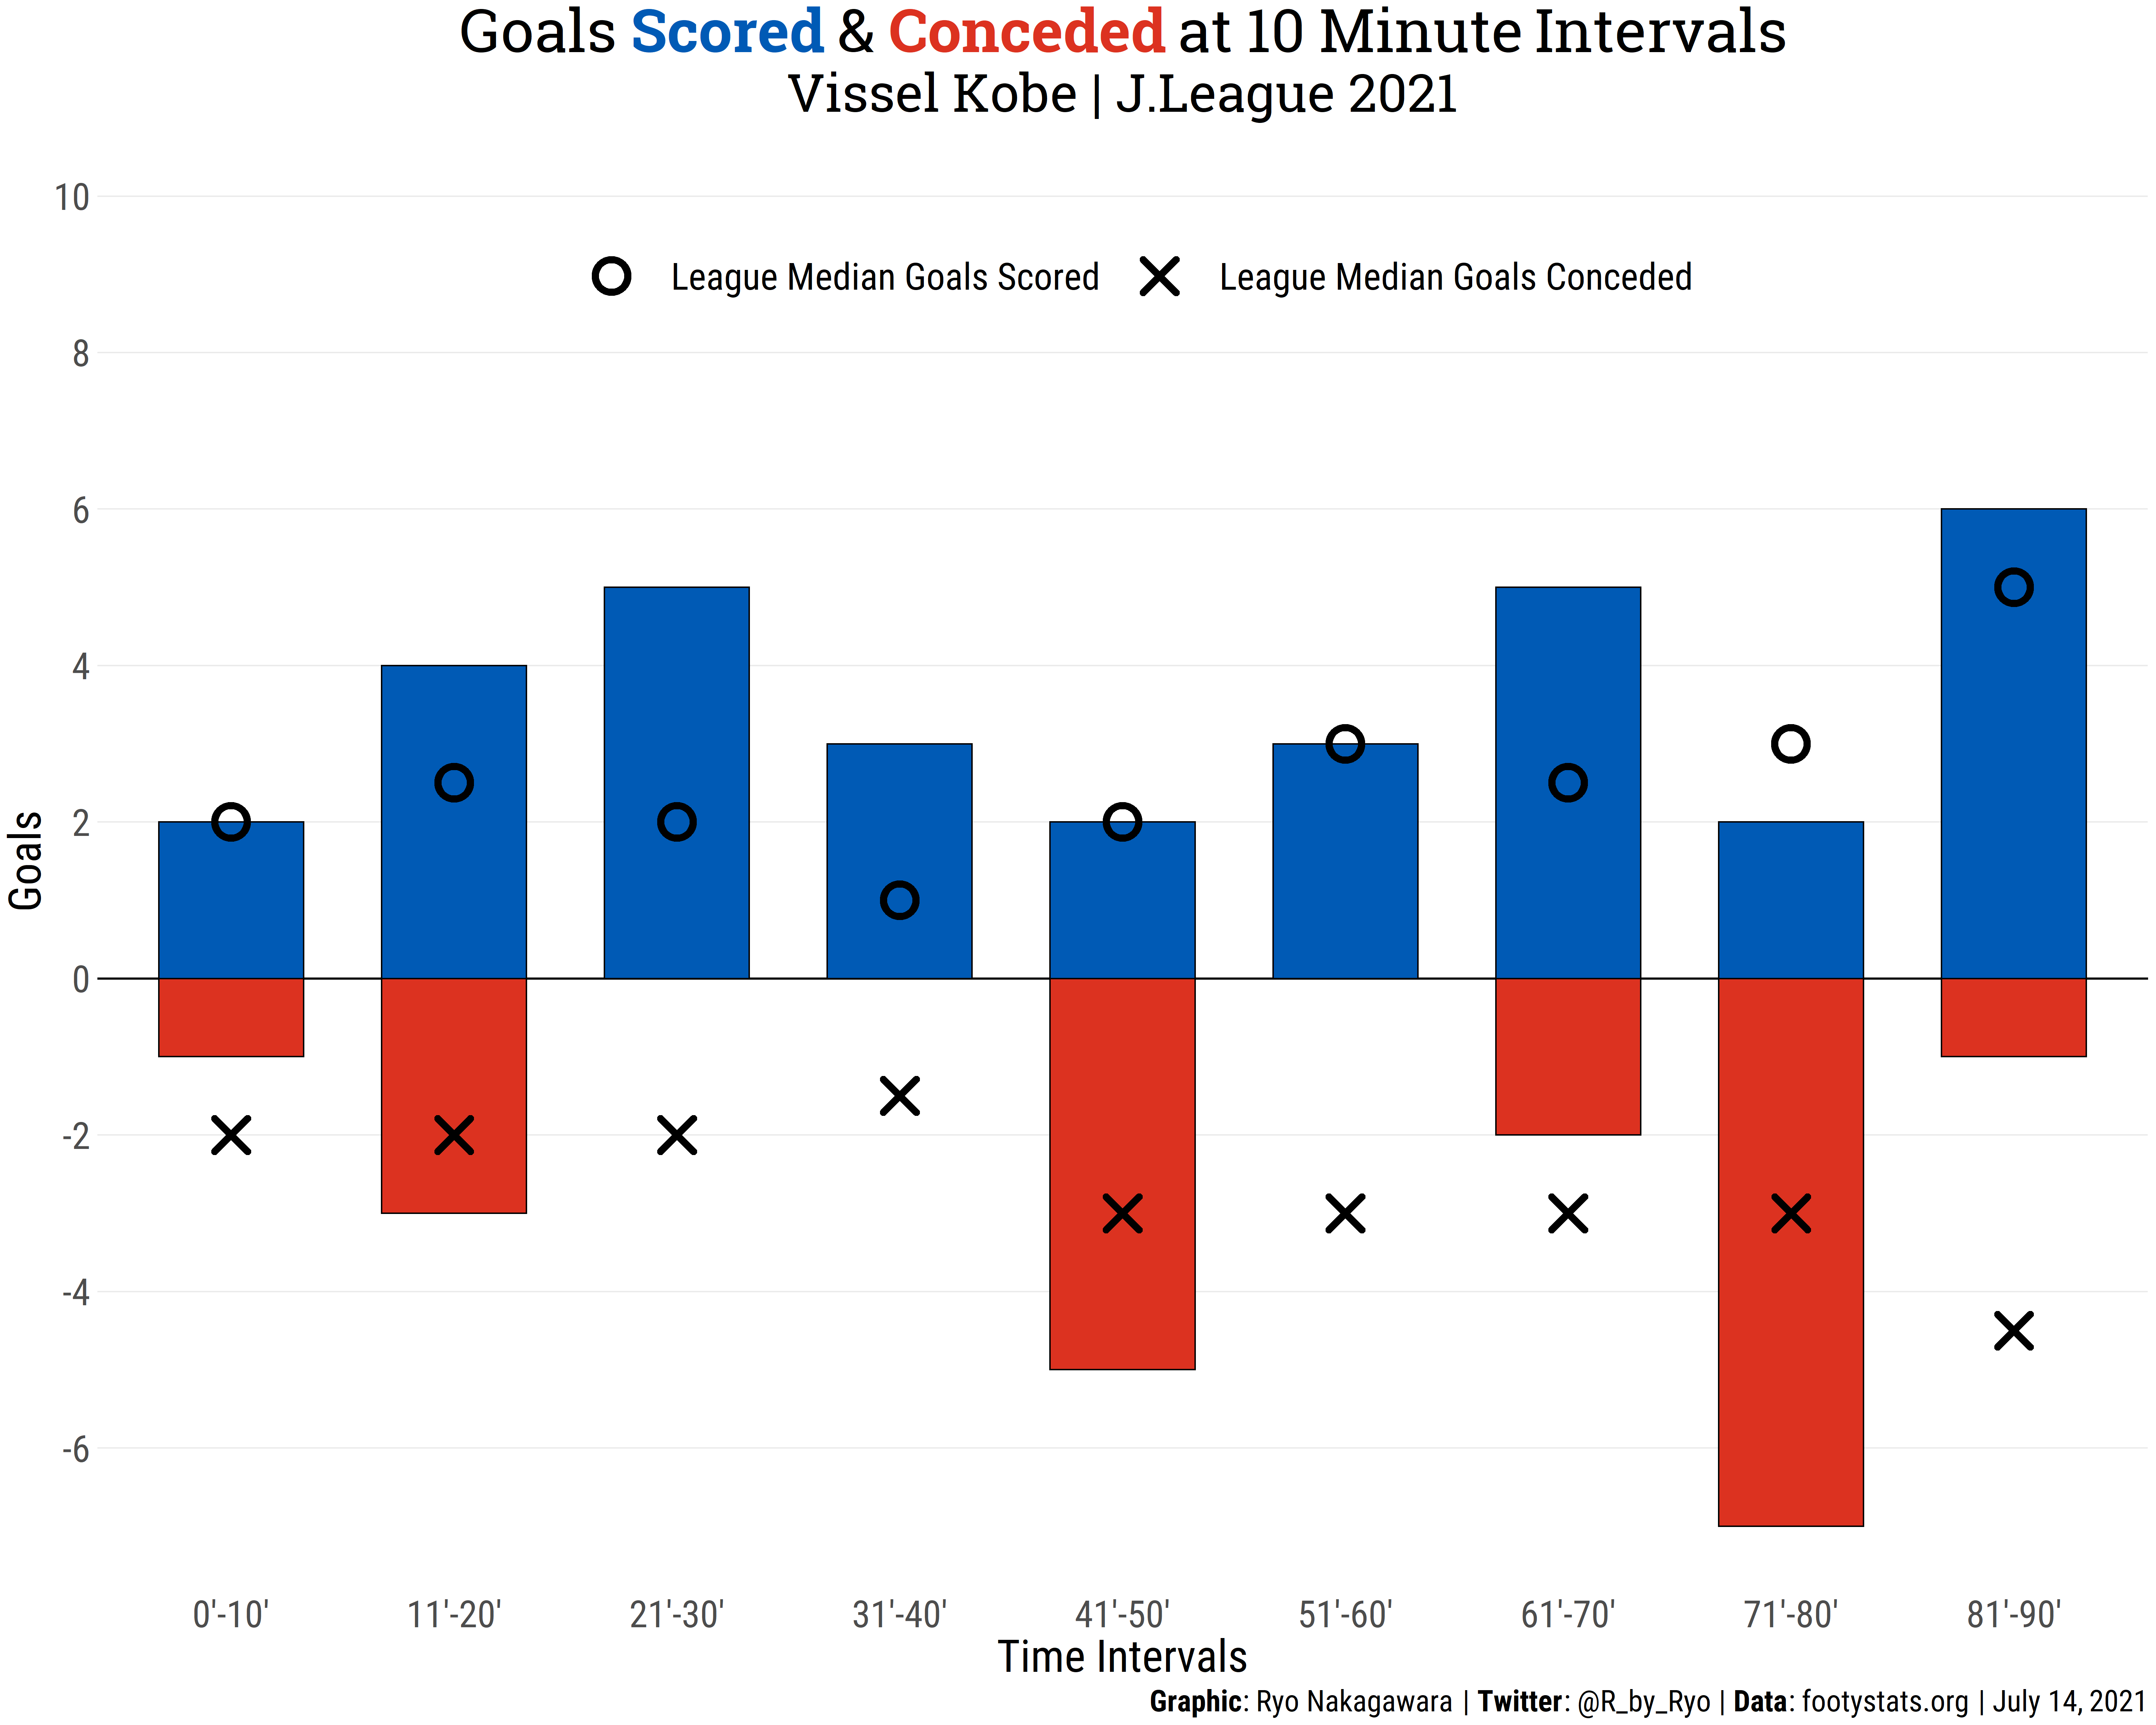 Goals Scored & Conceded at 10 Minute Intervals
Vissel Kobe | J.League 2021
10
League Median Goals Scored
League Median Goals Conceded
8
6
4
2
0
-2
-4
-6
Goals
0'-10'
11'-20'
21'-30'
31'-40'
41'-50'
51'-60'
61'-70'
71'-80'
81'-90'
Time Intervals
Graphic: Ryo Nakagawara | Twitter: @R_by_Ryo | Data: footystats.org | July 14, 2021